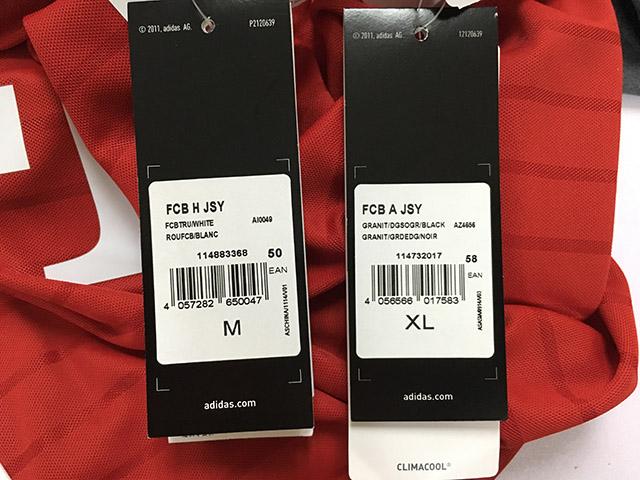 © 2011, adidas AG. P2120639
FCB H JSY
FCBTRU/WHITE AI0049
ROUFCB/BLANC
114883368 50
EAN
4 057282 650047
M
adidas.com
© 2011, adidas AG. 12120639
FCB A JSY
GRANIT/DGSOGR/BLACK AZ4656
GRANIT/GRDEDG/NOIR
114732017 58
EAN
4 056566 017583
XL
adidas.com
CLIMACOOL®